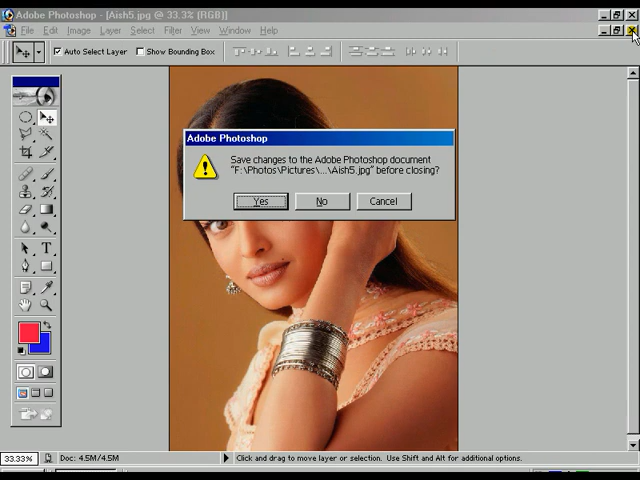 Adobe Photoshop - [Aish5.jpg @ 33.3% (RGB)]
File Edit Image Layer Select Filter View Window Help
Auto Select Layer Show Bounding Box
Adobe Photoshop
Save changes to the Adobe Photoshop document
"F:\Photos\Pictures\...\Aish5.jpg" before closing?
Yes No Cancel
T
33.33% Doc: 4.5M/4.5M Click and drag to move layer or selection. Use Shift and Alt for additional options.